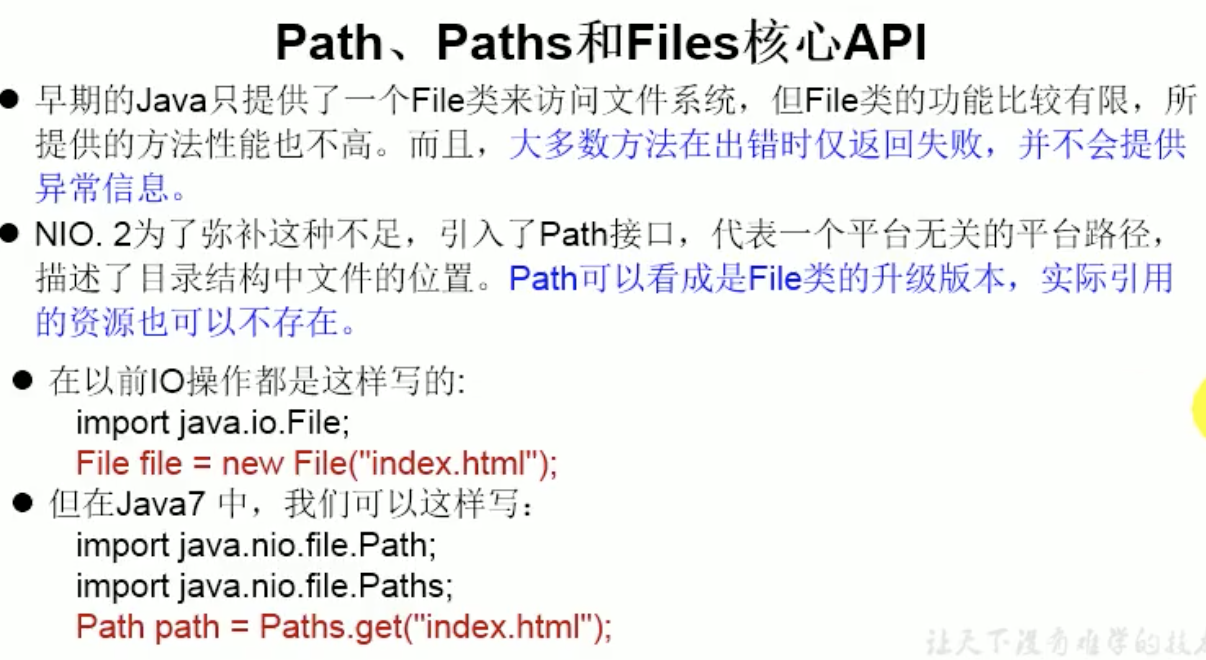 Path、Paths和Files核心API
早期的Java只提供了一个File类来访问文件系统，但File类的功能比较有限，所
提供的方法性能也不高。而且，大多数方法在出错时仅返回失败，并不会提供
异常信息。
NIO. 2为了弥补这种不足，引入了Path接口，代表一个平台无关的平台路径，
描述了目录结构中文件的位置。Path可以看成是File类的升级版本，实际引用
的资源也可以不存在。
在以前IO操作都是这样写的:
import java.io.File;
File file = new File("index.html");
但在Java7 中，我们可以这样写：
import java.nio.file.Path;
import java.nio.file.Paths;
Path path = Paths.get("index.html");
让天下没有难学的技术